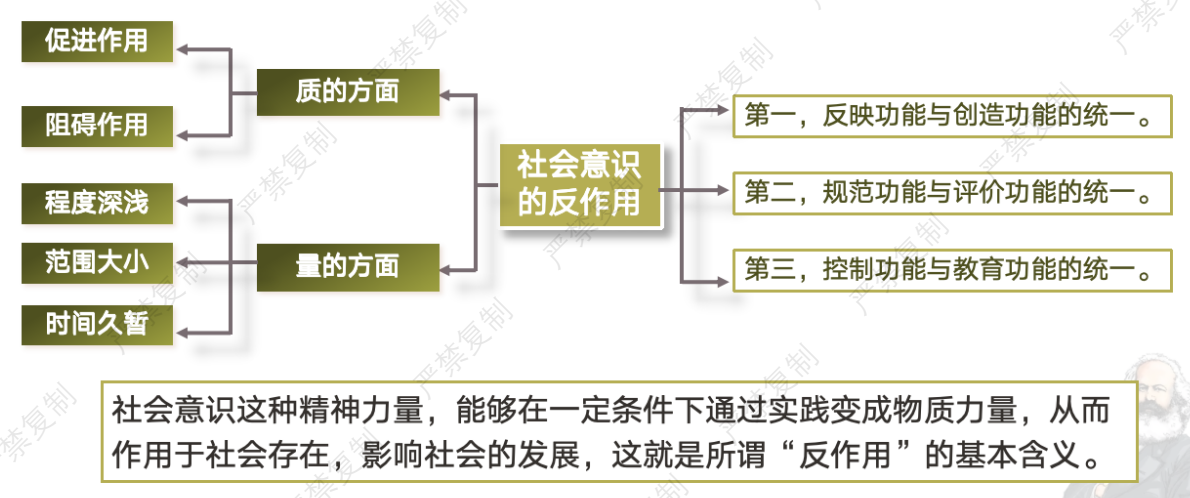 促进作用
阻碍作用
质的方面
程度深浅
范围大小
时间久暂
量的方面
社会意识
的反作用
第一，反映功能与创造功能的统一。
第二，规范功能与评价功能的统一。
第三，控制功能与教育功能的统一。
社会意识这种精神力量，能够在一定条件下通过实践变成物质力量，从而
作用于社会存在，影响社会的发展，这就是所谓“反作用”的基本含义。
严禁复制